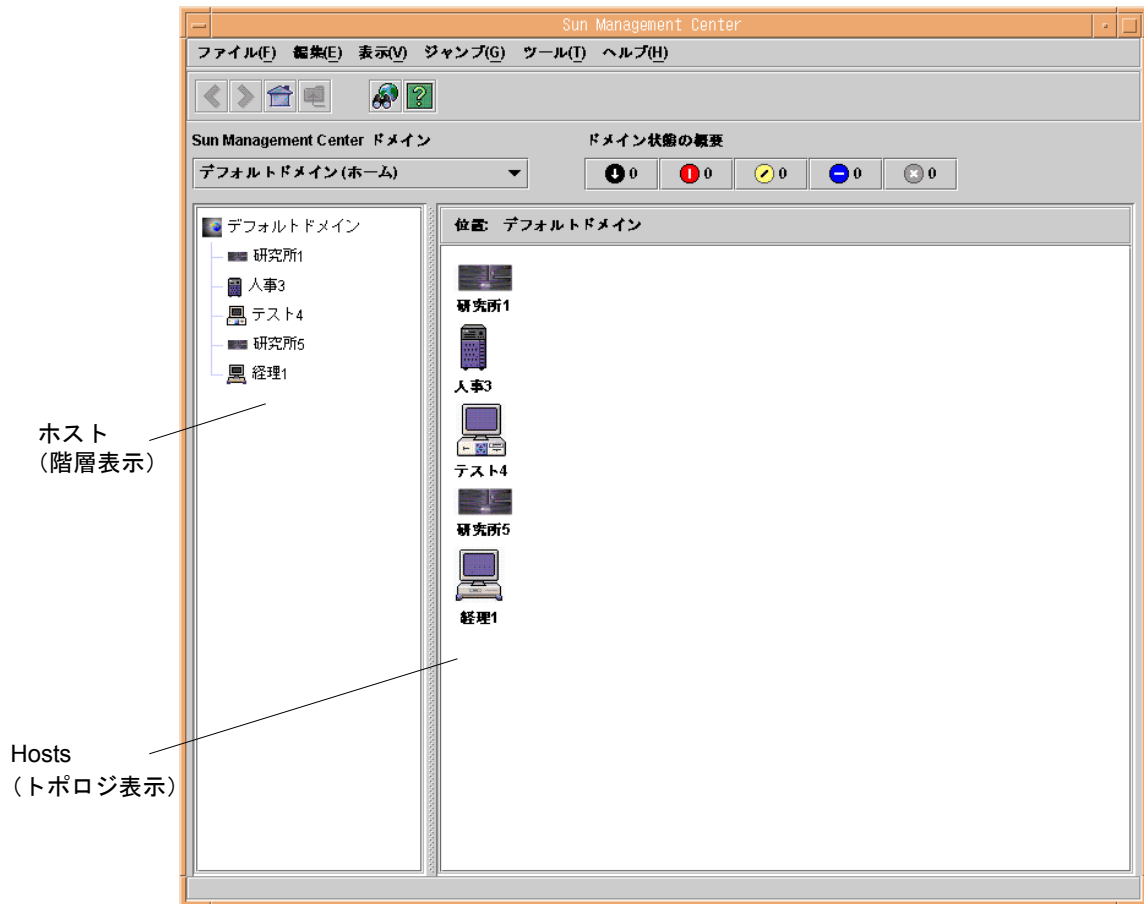 Sun Management Center
ファイル(F) 編集(E) 表示(V) ジャンプ(G) ツール(T) ヘルプ(H)
Sun Management Center ドメイン
ドメイン状態の概要
デフォルトドメイン(ホーム)
0 0 0 0 0
デフォルトドメイン
研究所1
人事3
テスト4
研究所5
経理1
位置: デフォルトドメイン
研究所1
人事3
テスト4
研究所5
経理1
ホスト
(階層表示)
Hosts
(トポロジ表示)